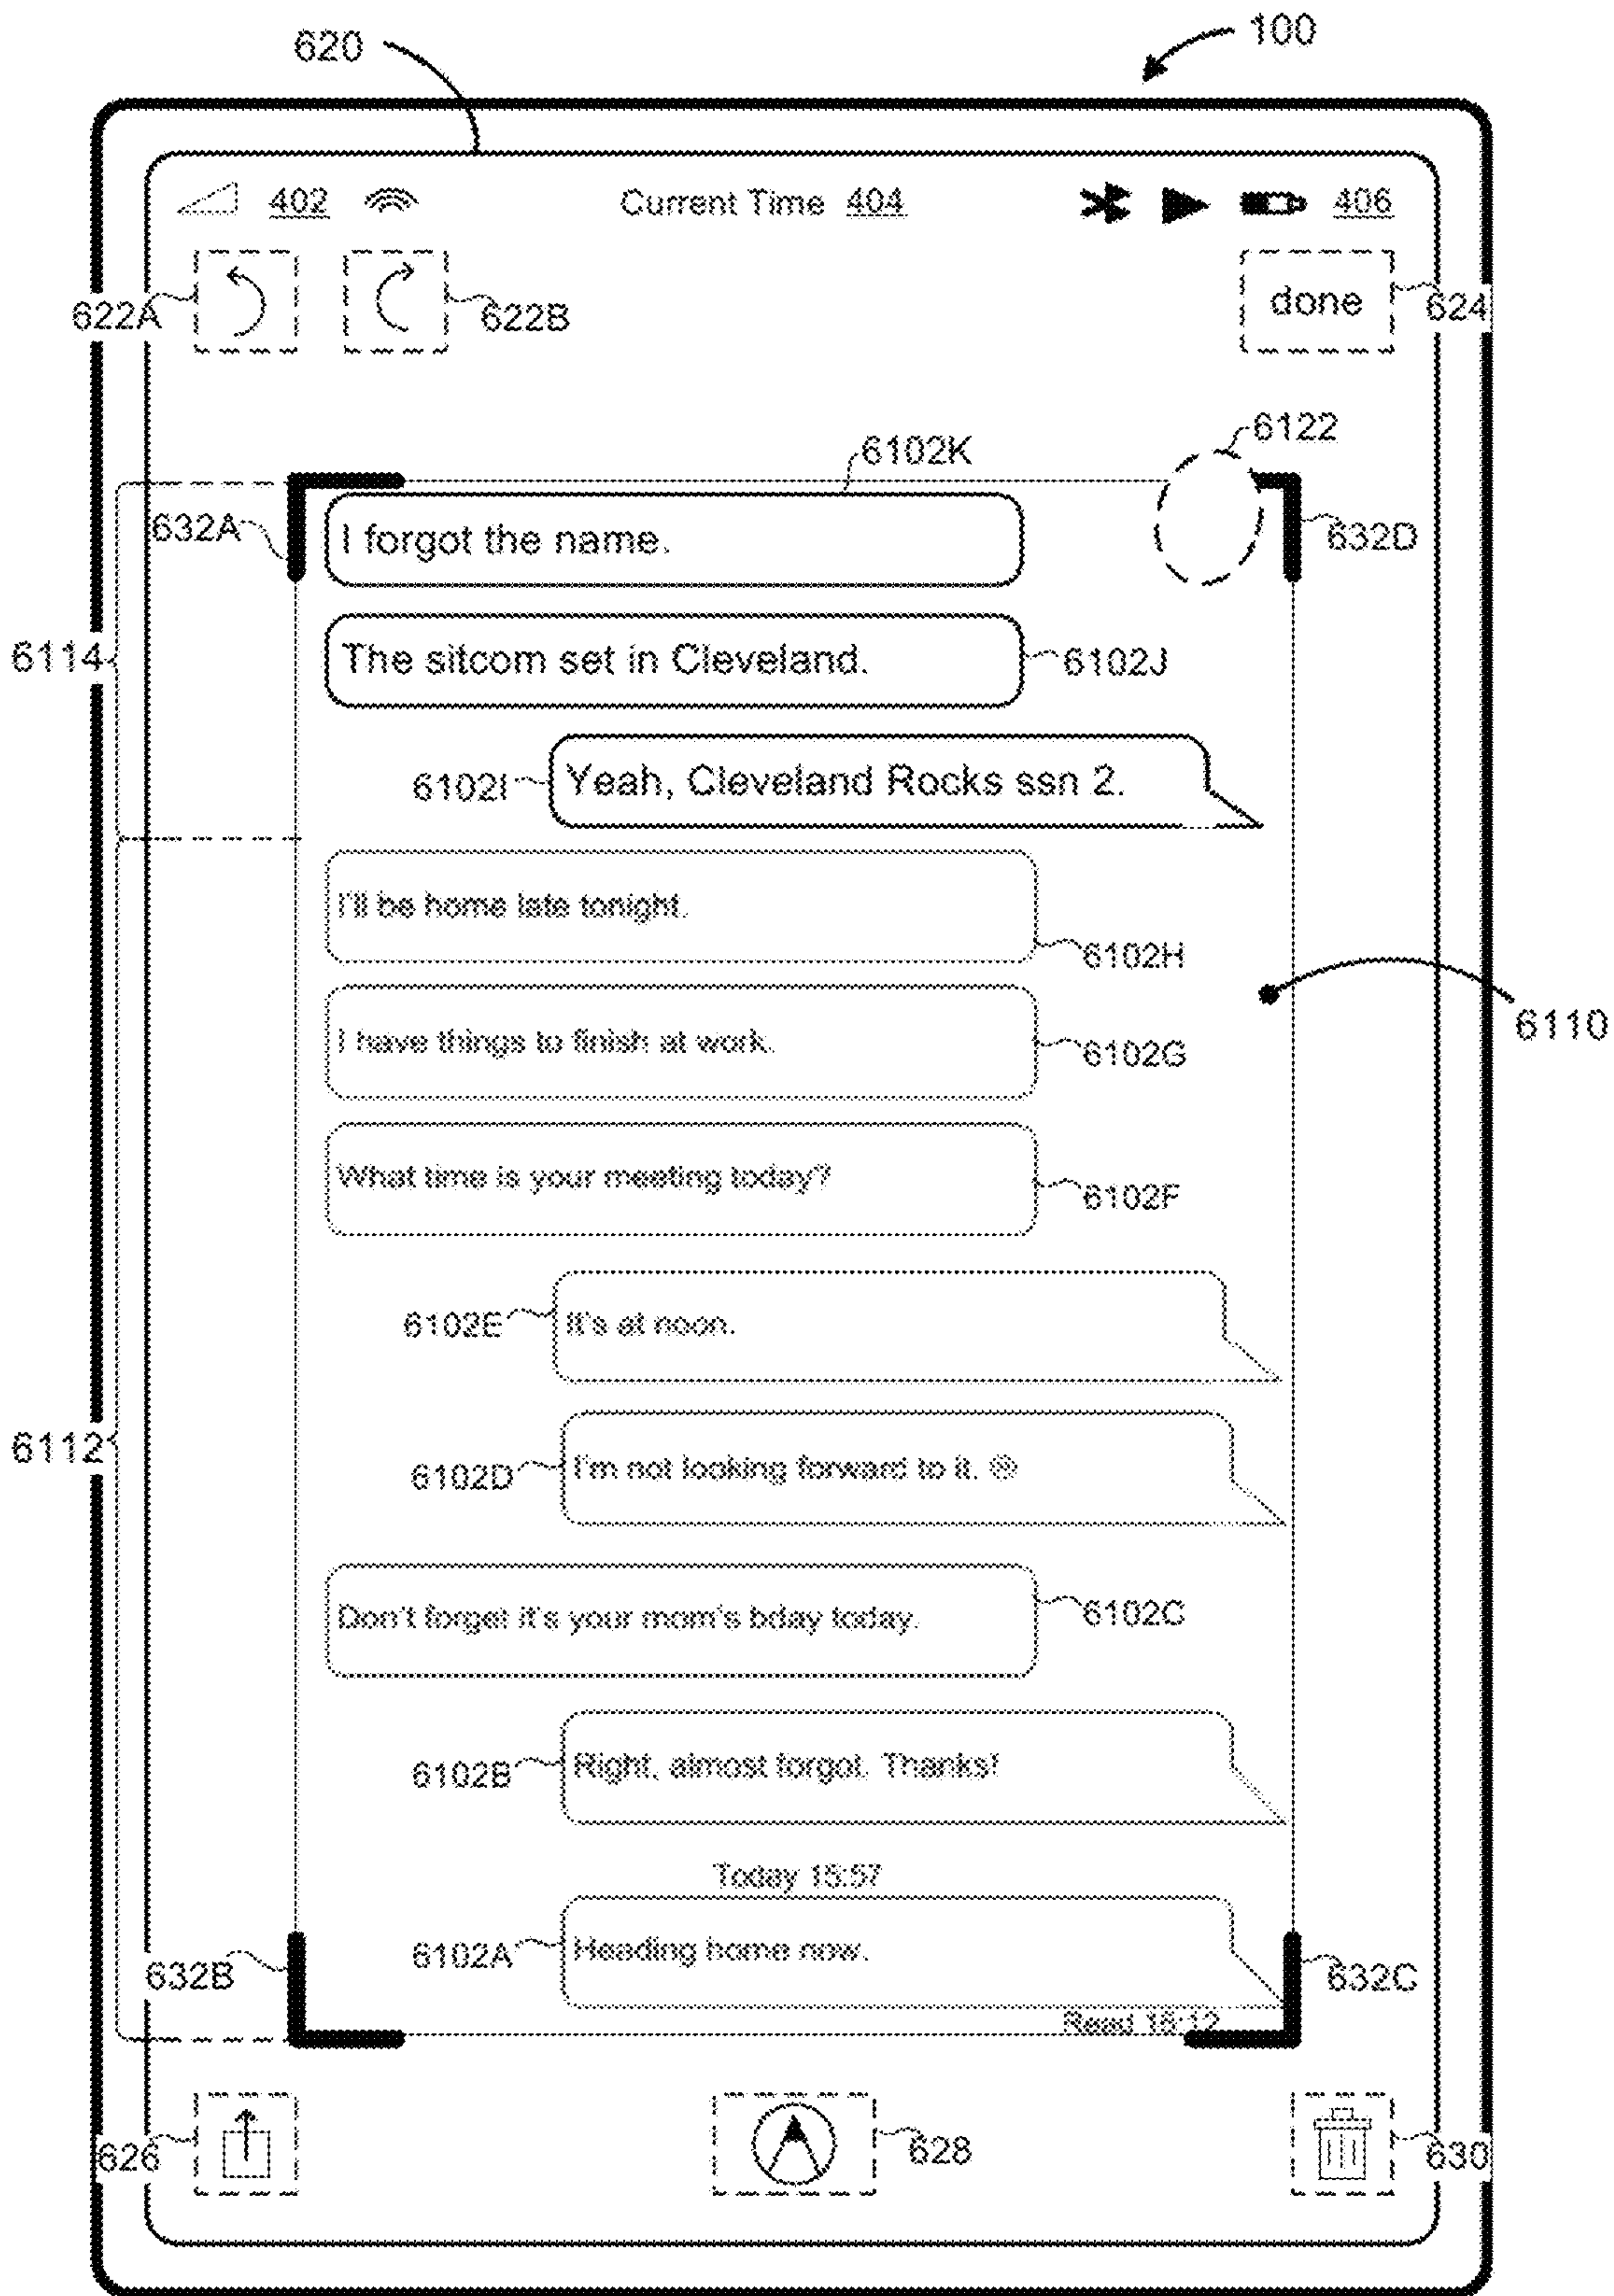 620
100
402
Current Time 404
406
622A
622B
done
624
6122
6102K
632A
I forgot the name.
632D
6114
The sitcom set in Cleveland.
6102J
6102I
Yeah, Cleveland Rocks ssn 2.
I'll be home late tonight.
6102H
6110
I have things to finish at work.
6102G
What time is your meeting today?
6102F
6102E
It's at noon.
6112
6102D
I'm not looking forward to it. ☹
Don't forget it's your mom's bday today.
6102C
6102B
Right, almost forgot. Thanks!
Today 15:57
6102A
Heading home now.
632B
632C
Read 16:12
626
628
630